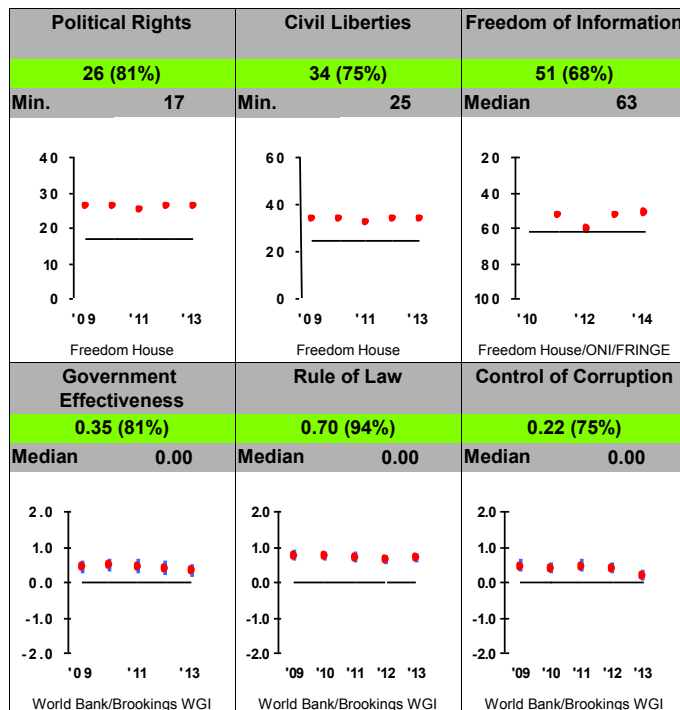 Political Rights
26 (81%)
Min. 17
40
30
20
10
0
'09 '11 '13
Freedom House
Civil Liberties
34 (75%)
Min. 25
60
40
20
0
'09 '11 '13
Freedom House
Freedom of Information
51 (68%)
Median 63
20
40
60
80
100
'10 '12 '14
Freedom House/ONI/FRINGE
Government
Effectiveness
0.35 (81%)
Median 0.00
2.0
1.0
0.0
-1.0
-2.0
'09 '11 '13
World Bank/Brookings WGI
Rule of Law
0.70 (94%)
Median 0.00
2.0
1.0
0.0
-1.0
-2.0
'09 '10 '11 '12 '13
World Bank/Brookings WGI
Control of Corruption
0.22 (75%)
Median 0.00
2.0
1.0
0.0
-1.0
-2.0
'09 '10 '11 '12 '13
World Bank/Brookings WGI